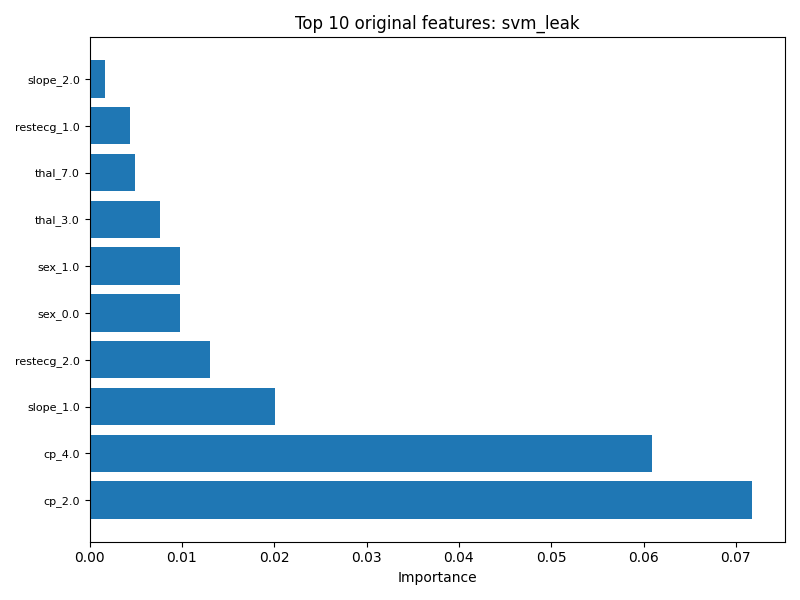 Top 10 original features: svm_leak
slope_2.0
restecg_1.0
thal_7.0
thal_3.0
sex_1.0
sex_0.0
restecg_2.0
slope_1.0
cp_4.0
cp_2.0
0.00 0.01 0.02 0.03 0.04 0.05 0.06 0.07
Importance